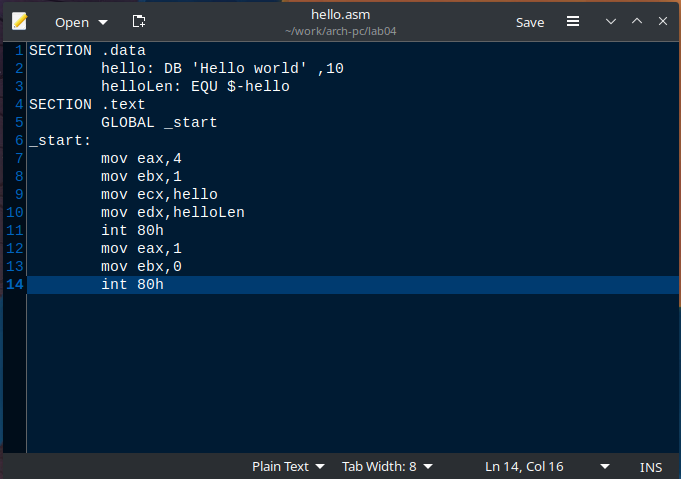 Open
hello.asm
~/work/arch-pc/lab04
Save
1 SECTION .data
2         hello: DB 'Hello world' ,10
3         helloLen: EQU $-hello
4 SECTION .text
5         GLOBAL _start
6 _start:
7         mov eax,4
8         mov ebx,1
9         mov ecx,hello
10         mov edx,helloLen
11         int 80h
12         mov eax,1
13         mov ebx,0
14         int 80h
Plain Text Tab Width: 8 Ln 14, Col 16 INS